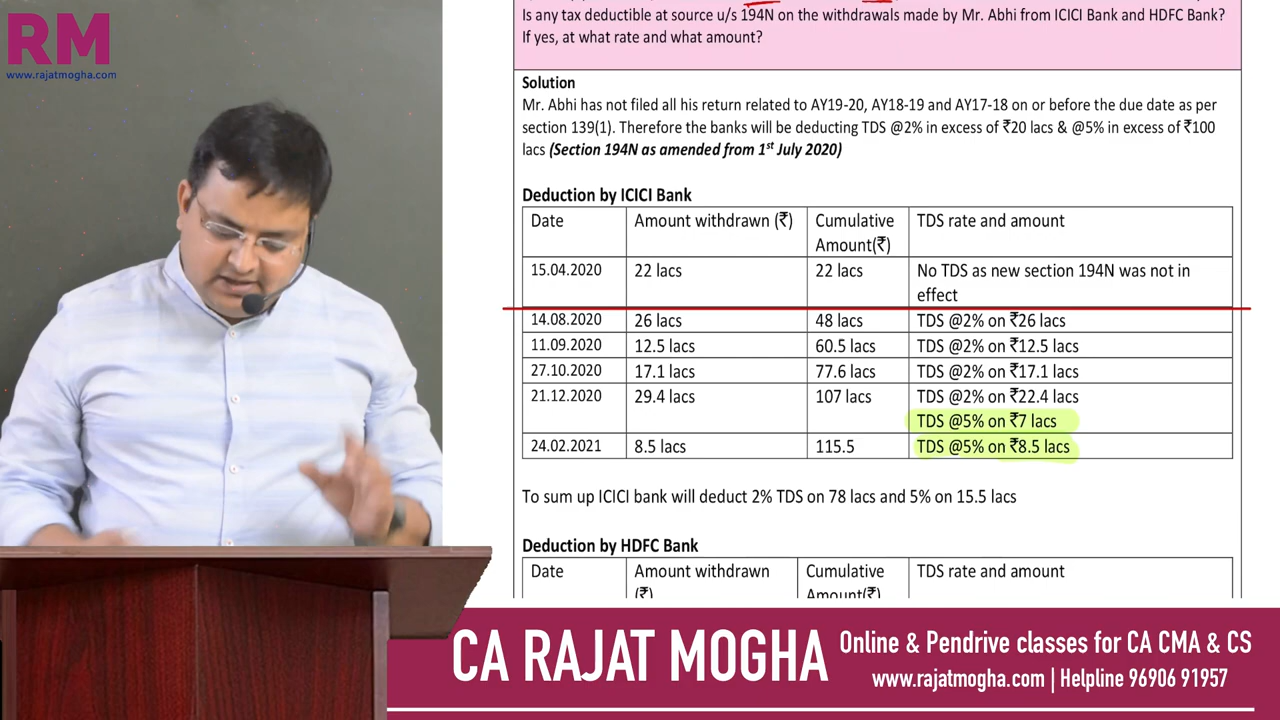 RM
www.rajatmogha.com
Is any tax deductible at source u/s 194N on the withdrawals made by Mr. Abhi from ICICI Bank and HDFC Bank?
If yes, at what rate and what amount?
Solution
Mr. Abhi has not filed all his return related to AY19-20, AY18-19 and AY17-18 on or before the due date as per
section 139(1). Therefore the banks will be deducting TDS @2% in excess of ₹20 lacs & @5% in excess of ₹100
lacs (Section 194N as amended from 1st July 2020)
Deduction by ICICI Bank
Date Amount withdrawn (₹) Cumulative Amount(₹) TDS rate and amount
15.04.2020 22 lacs 22 lacs No TDS as new section 194N was not in
effect
14.08.2020 26 lacs 48 lacs TDS @2% on ₹26 lacs
11.09.2020 12.5 lacs 60.5 lacs TDS @2% on ₹12.5 lacs
27.10.2020 17.1 lacs 77.6 lacs TDS @2% on ₹17.1 lacs
21.12.2020 29.4 lacs 107 lacs TDS @2% on ₹22.4 lacs
TDS @5% on ₹7 lacs
24.02.2021 8.5 lacs 115.5 TDS @5% on ₹8.5 lacs
To sum up ICICI bank will deduct 2% TDS on 78 lacs and 5% on 15.5 lacs
Deduction by HDFC Bank
Date Amount withdrawn Cumulative TDS rate and amount
(₹) Amount(₹)
CA RAJAT MOGHA
Online & Pendrive classes for CA CMA & CS
www.rajatmogha.com | Helpline 96906 91957